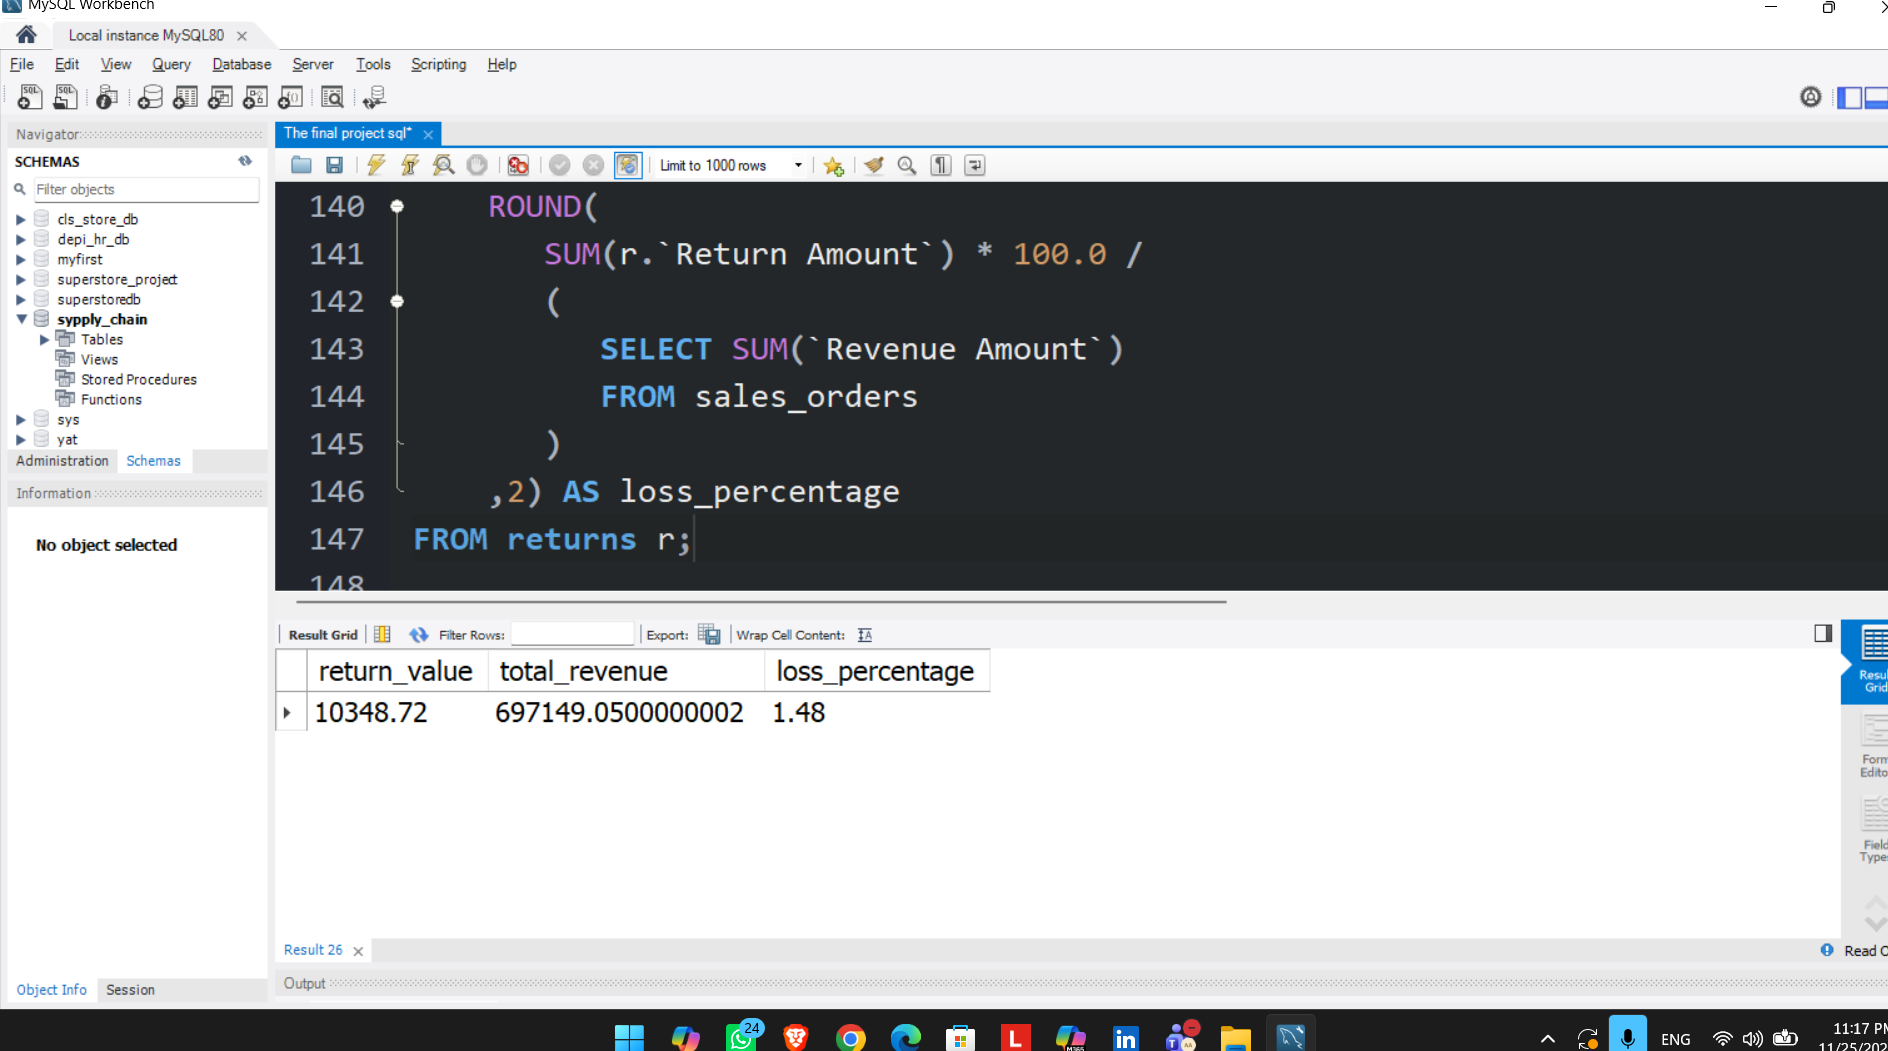 MySQL Workbench
Local instance MySQL80
File Edit View Query Database Server Tools Scripting Help
Navigator
SCHEMAS
Filter objects
cls_store_db
depi_hr_db
myfirst
superstore_project
superstoredb
sypply_chain
Tables
Views
Stored Procedures
Functions
sys
yat
Administration Schemas
Information
No object selected
Object Info Session
The final project sql*
Limit to 1000 rows
140 ROUND(
141 SUM(r.`Return Amount`) * 100.0 /
142 (
143 SELECT SUM(`Revenue Amount`)
144 FROM sales_orders
145 )
146 ,2) AS loss_percentage
147 FROM returns r;
148
Result Grid Filter Rows: Export: Wrap Cell Content:
return_value total_revenue loss_percentage
10348.72 697149.0500000002 1.48
Grid
Result 26
Output
24
ENG
11:17